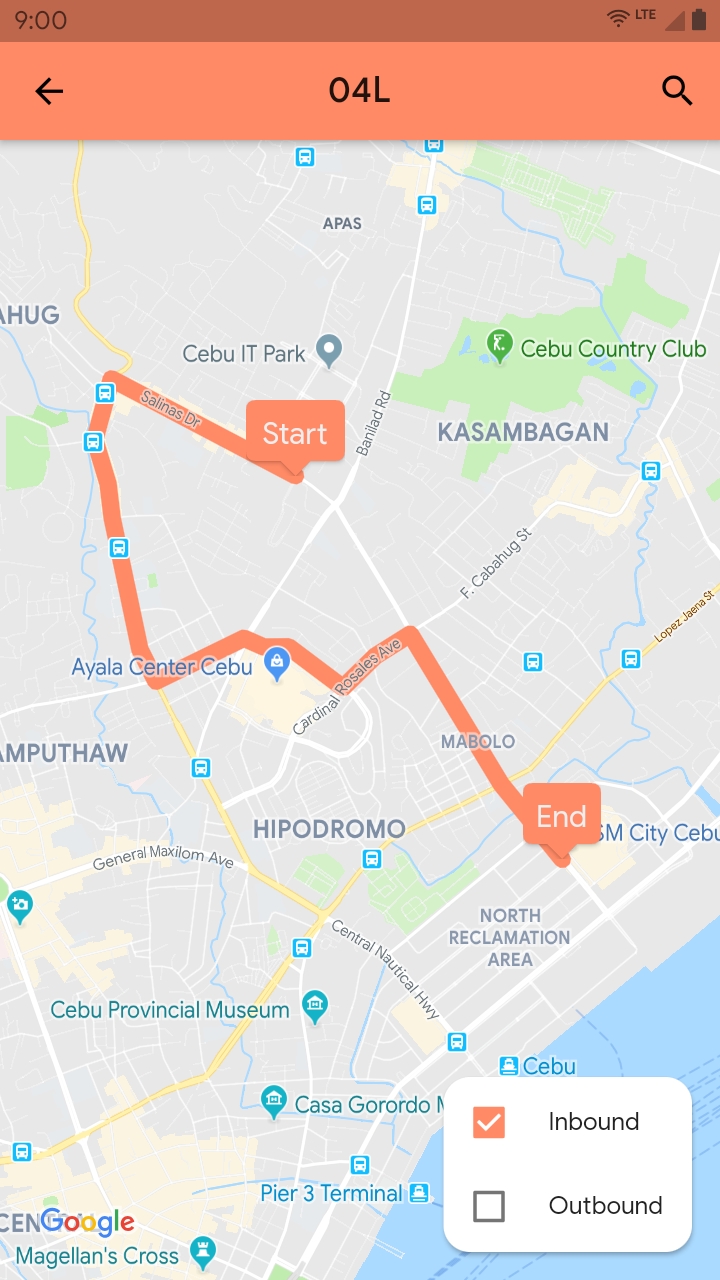 9:00
LTE
04L
APAS
AHUG
Cebu IT Park
Cebu Country Club
Salinas Dr
Banilad Rd
Start
KASAMBAGAN
F. Cabahug St
Lopez Jaena St
Ayala Center Cebu
Cardinal Rosales Ave
AMPUTHAW
MABOLO
HIPODROMO
End
SM City Cebu
General Maxilom Ave
NORTH
RECLAMATION
AREA
Central Nautical Hwy
Cebu Provincial Museum
Cebu
Casa Gorordo M
Inbound
Pier 3 Terminal
Outbound
CEN
Google
Magellan's Cross